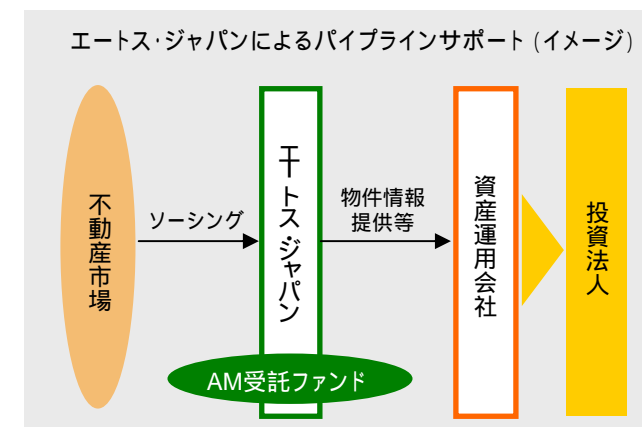 エートス・ジャパンによるパイプラインサポート (イメージ)
不動産市場
ソーシング
エートス・ジャパン
物件情報
提供等
資産運用会社
投資法人
AM受託ファンド